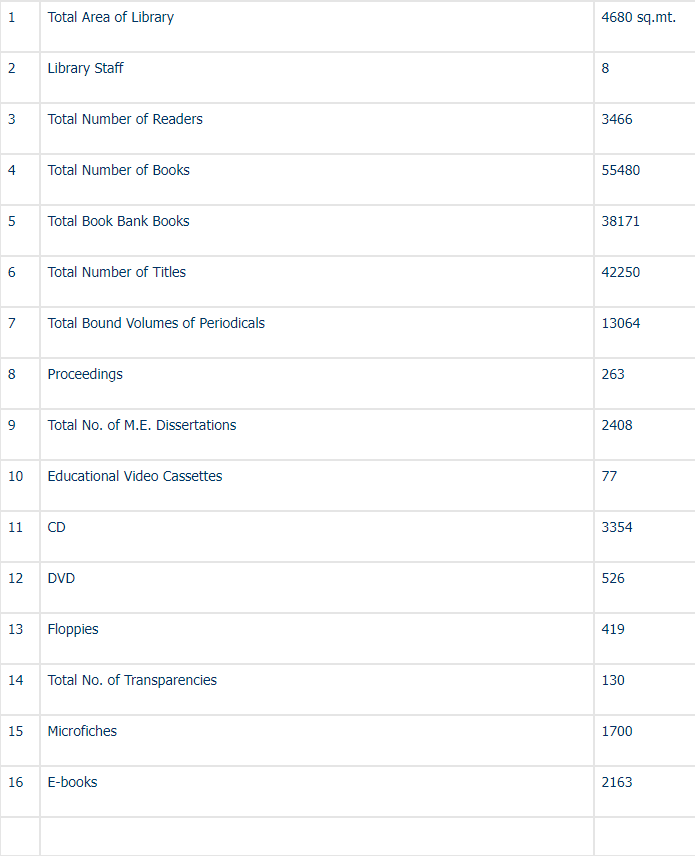 1 Total Area of Library 4680 sq.mt.
2 Library Staff 8
3 Total Number of Readers 3466
4 Total Number of Books 55480
5 Total Book Bank Books 38171
6 Total Number of Titles 42250
7 Total Bound Volumes of Periodicals 13064
8 Proceedings 263
9 Total No. of M.E. Dissertations 2408
10 Educational Video Cassettes 77
11 CD 3354
12 DVD 526
13 Floppies 419
14 Total No. of Transparencies 130
15 Microfiches 1700
16 E-books 2163